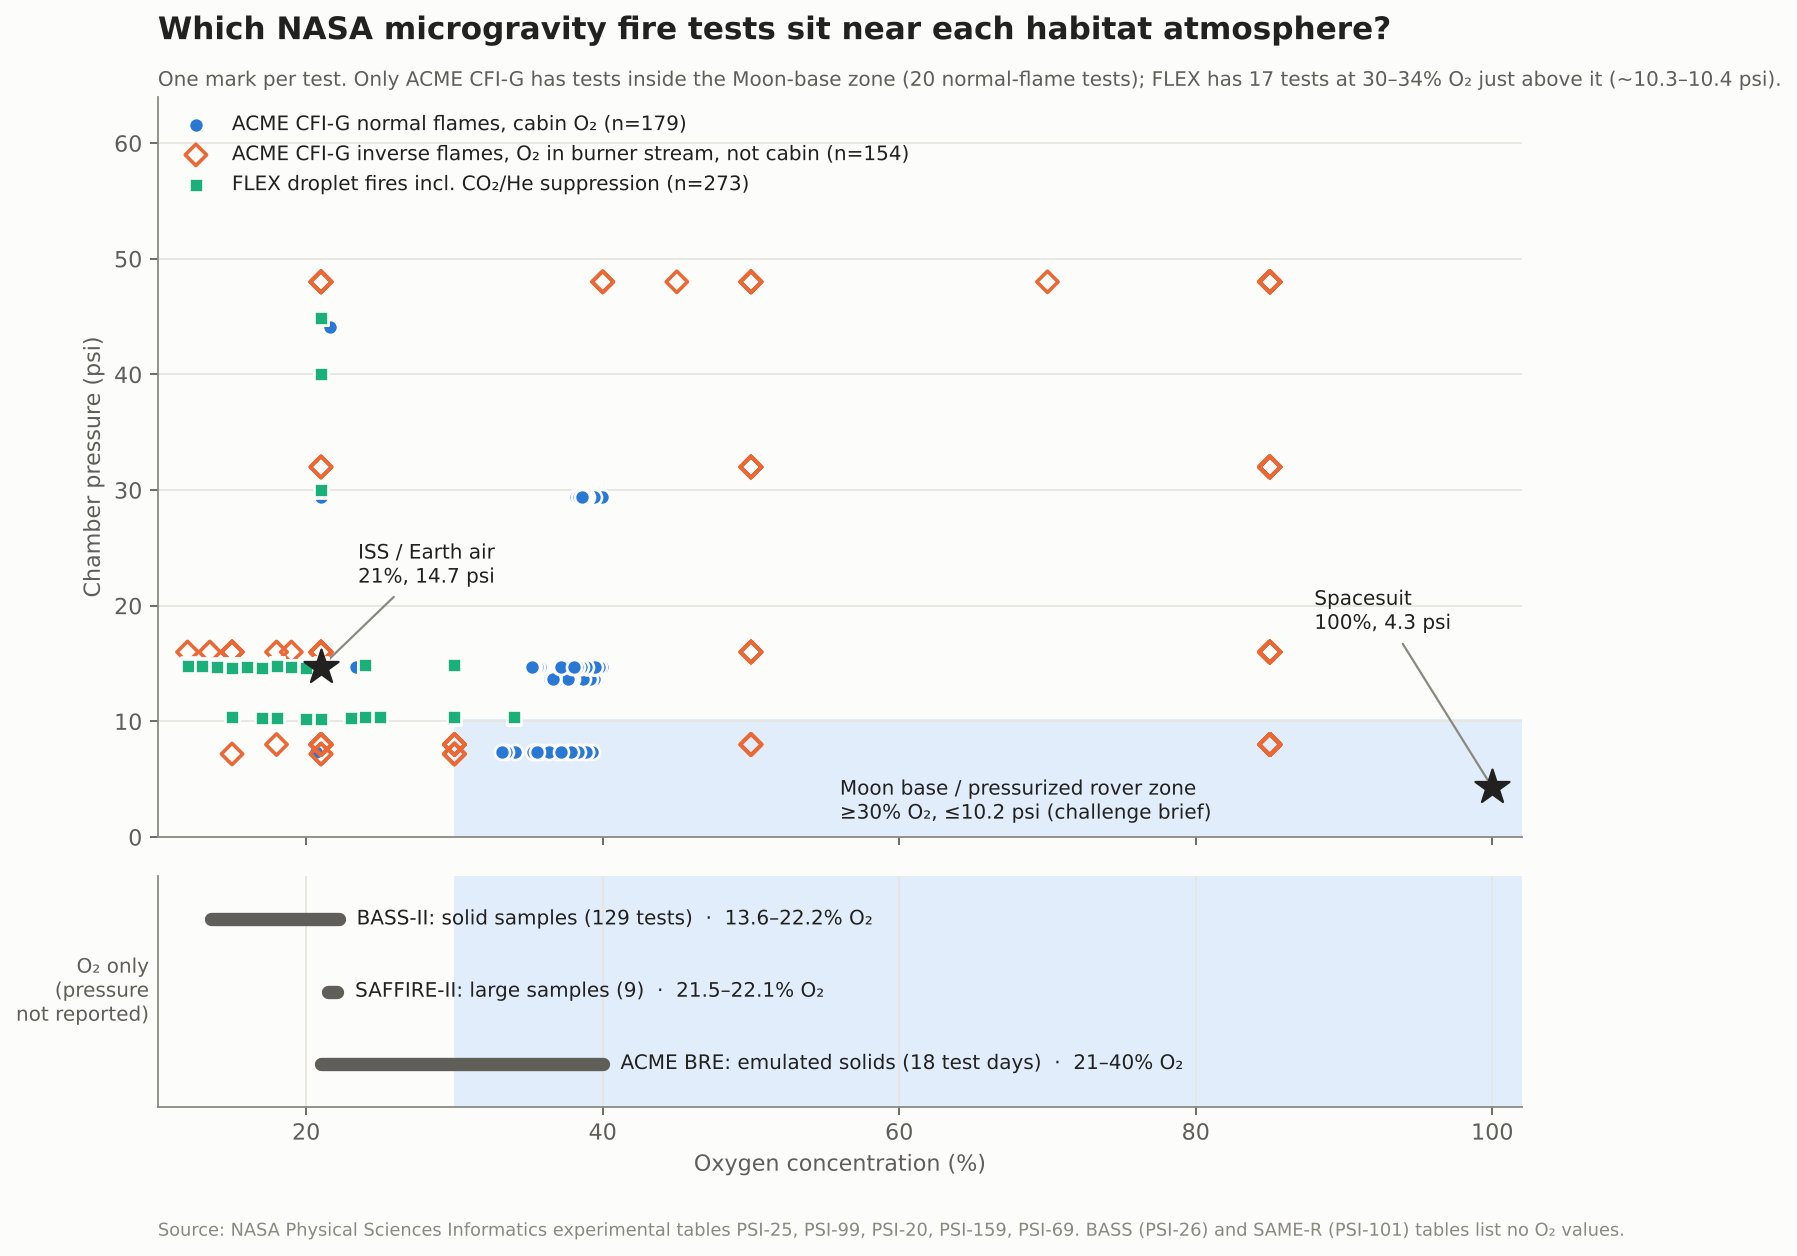 Which NASA microgravity fire tests sit near each habitat atmosphere?
One mark per test. Only ACME CFI-G has tests inside the Moon-base zone (20 normal-flame tests); FLEX has 17 tests at 30–34% O₂ just above it (~10.3–10.4 psi).
ACME CFI-G normal flames, cabin O₂ (n=179)
ACME CFI-G inverse flames, O₂ in burner stream, not cabin (n=154)
FLEX droplet fires incl. CO₂/He suppression (n=273)
60
50
40
30
20
10
0
Chamber pressure (psi)
ISS / Earth air
21%, 14.7 psi
Spacesuit
100%, 4.3 psi
Moon base / pressurized rover zone
≥30% O₂, ≤10.2 psi (challenge brief)
O₂ only
(pressure
not reported)
BASS-II: solid samples (129 tests)  ·  13.6–22.2% O₂
SAFFIRE-II: large samples (9)  ·  21.5–22.1% O₂
ACME BRE: emulated solids (18 test days)  ·  21–40% O₂
20 40 60 80 100
Oxygen concentration (%)
Source: NASA Physical Sciences Informatics experimental tables PSI-25, PSI-99, PSI-20, PSI-159, PSI-69. BASS (PSI-26) and SAME-R (PSI-101) tables list no O₂ values.